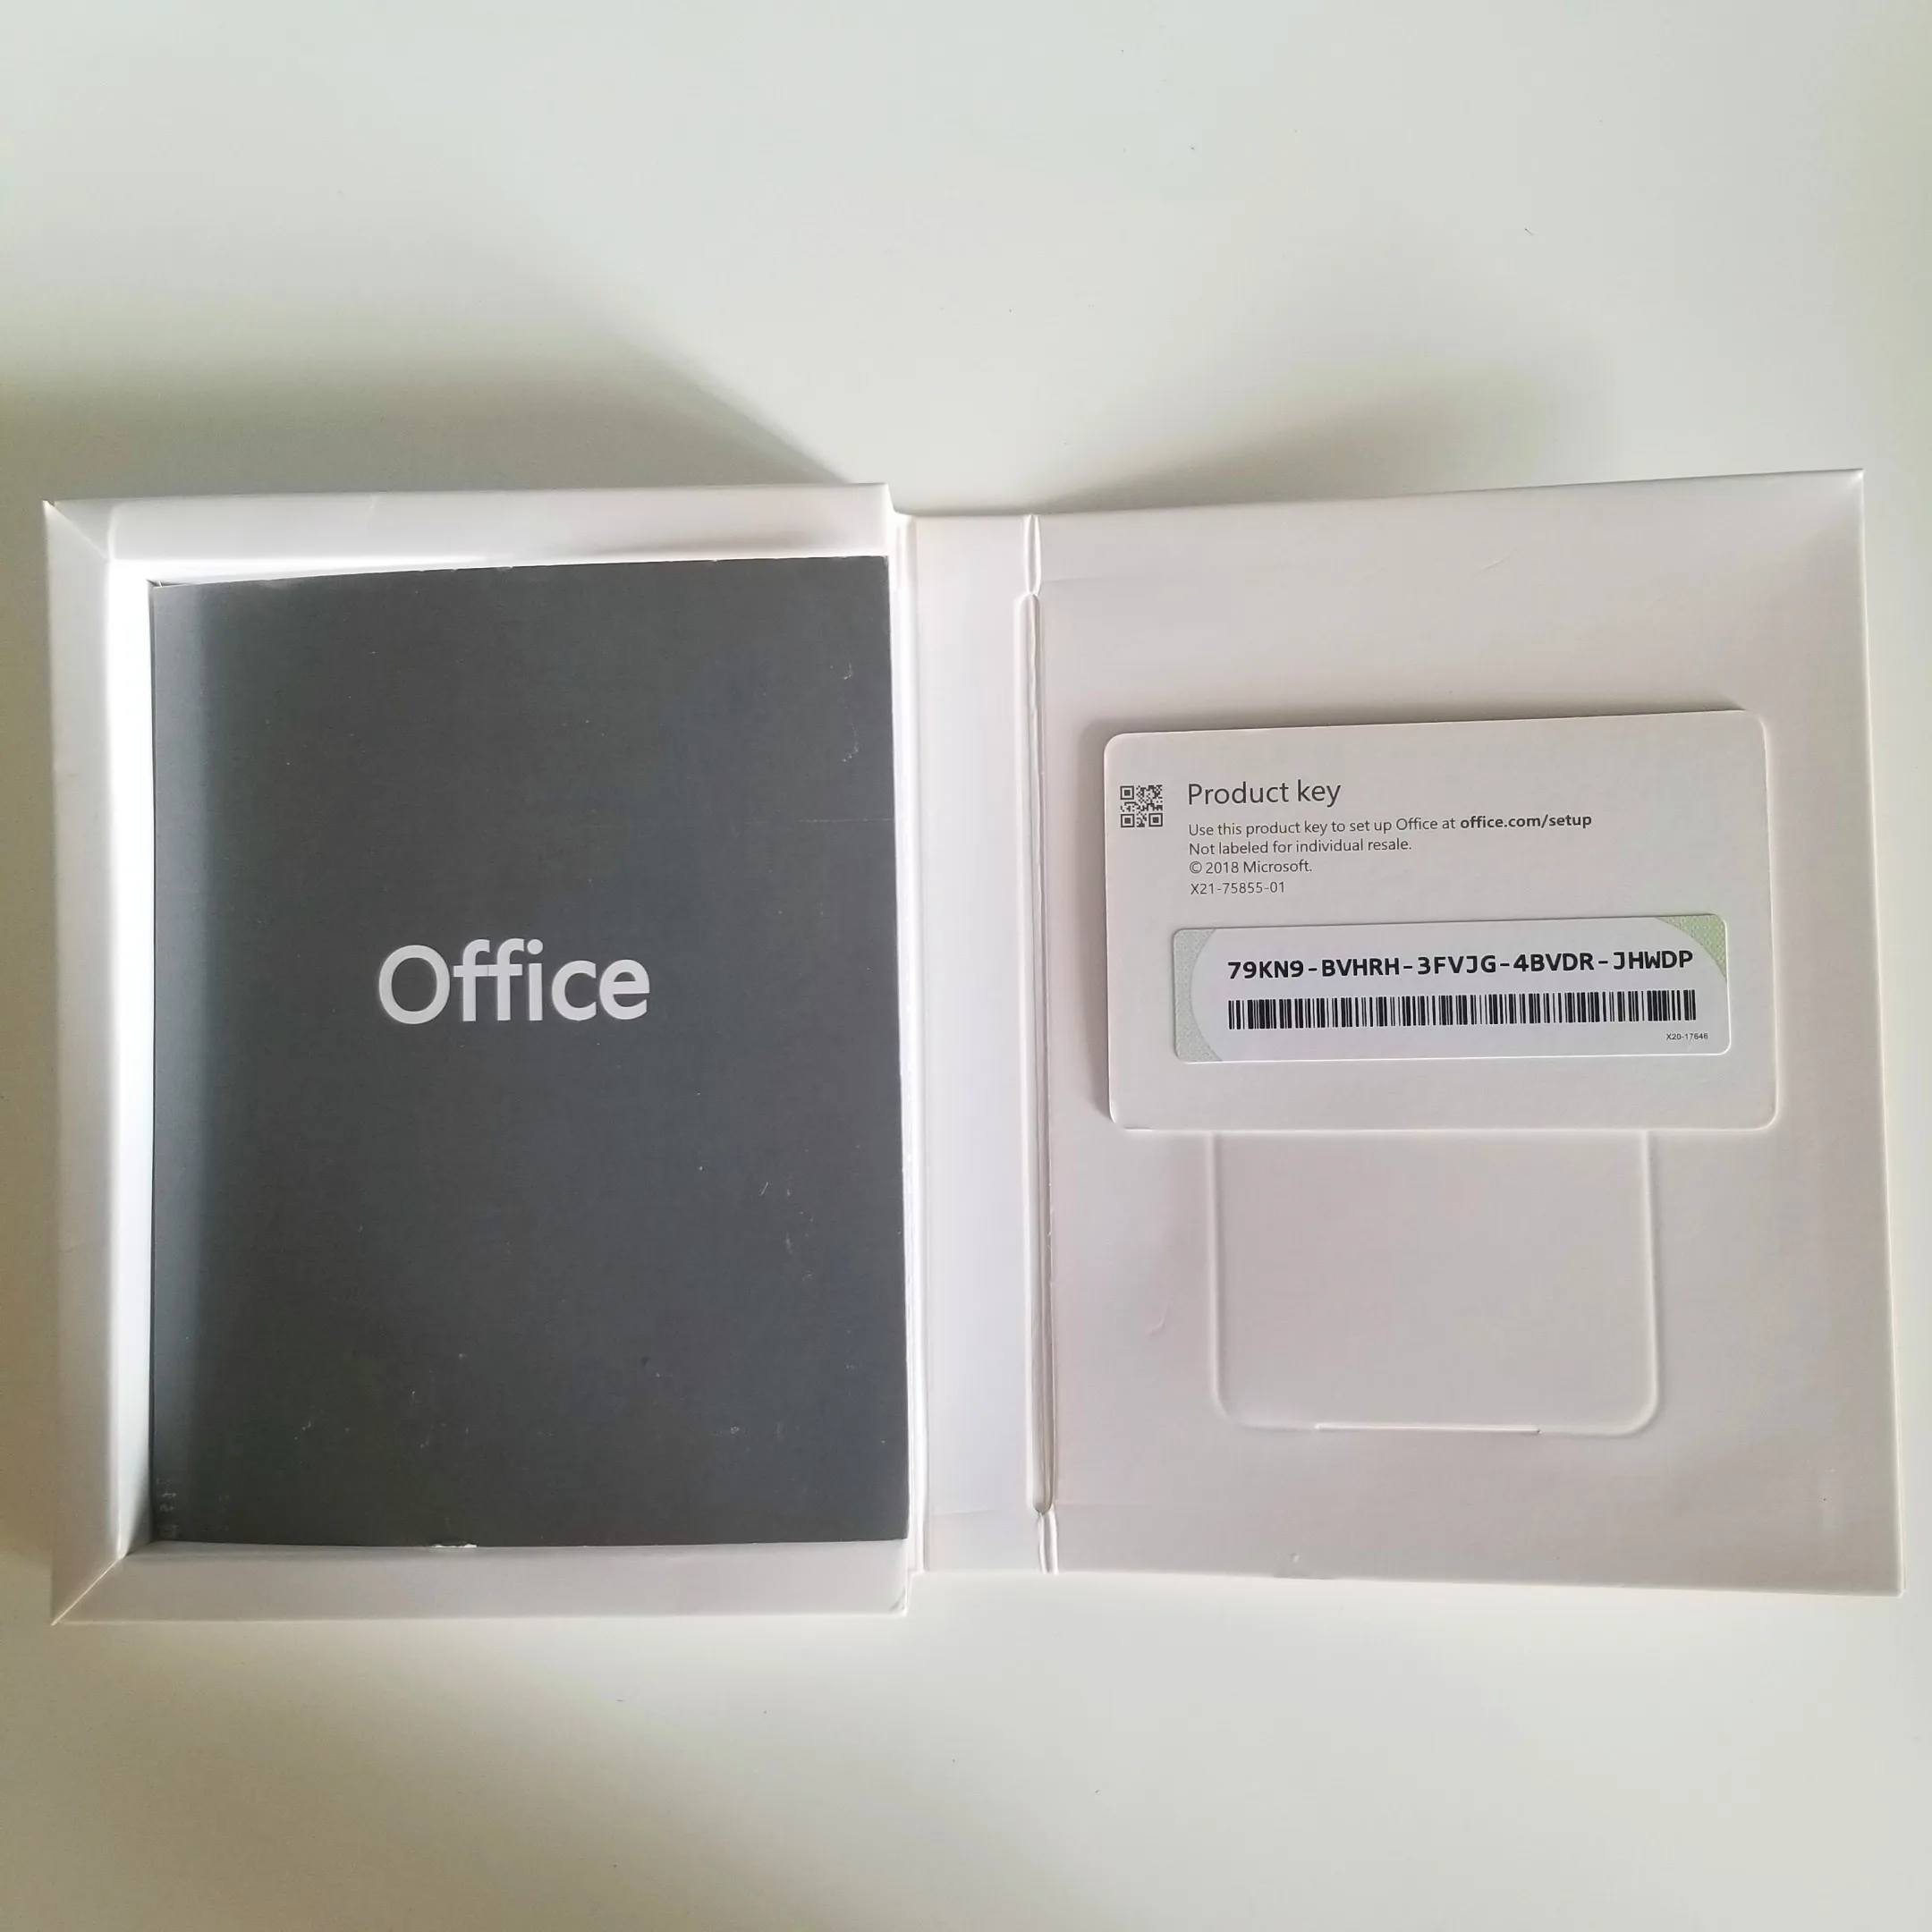 Office
Product key
Use this product key to set up Office at office.com/setup
Not labeled for individual resale.
© 2018 Microsoft.
X21-75855-01
79KN9-BVHRH-3FVJG-4BVDR-JHWDP
X20-17646